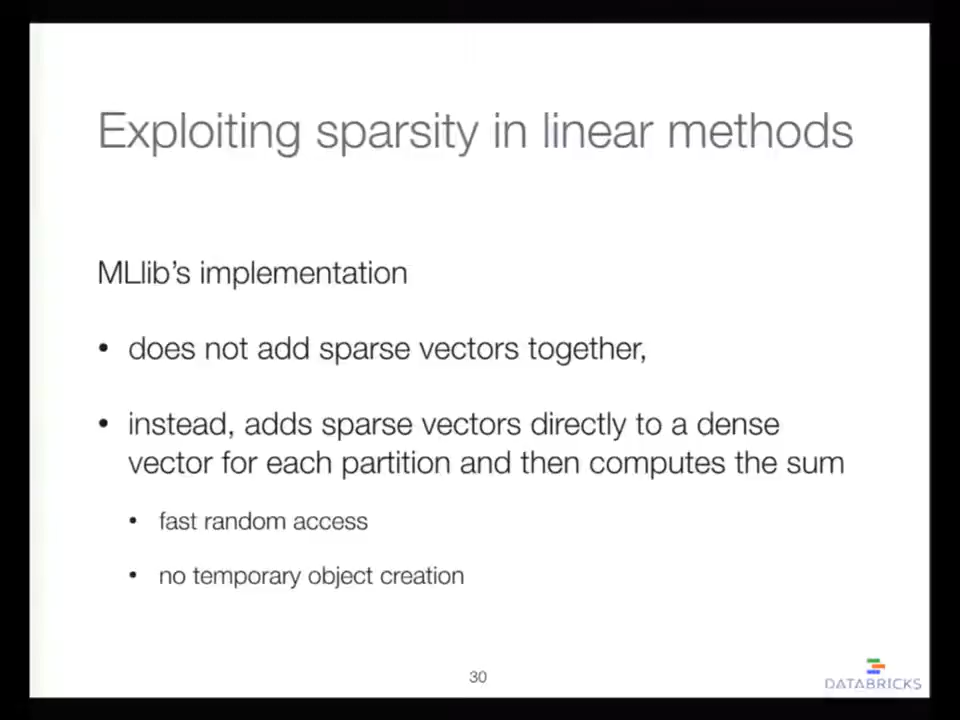 Exploiting sparsity in linear methods
MLlib's implementation
• does not add sparse vectors together,
• instead, adds sparse vectors directly to a dense
vector for each partition and then computes the sum
• fast random access
• no temporary object creation
30
DATABRICKS